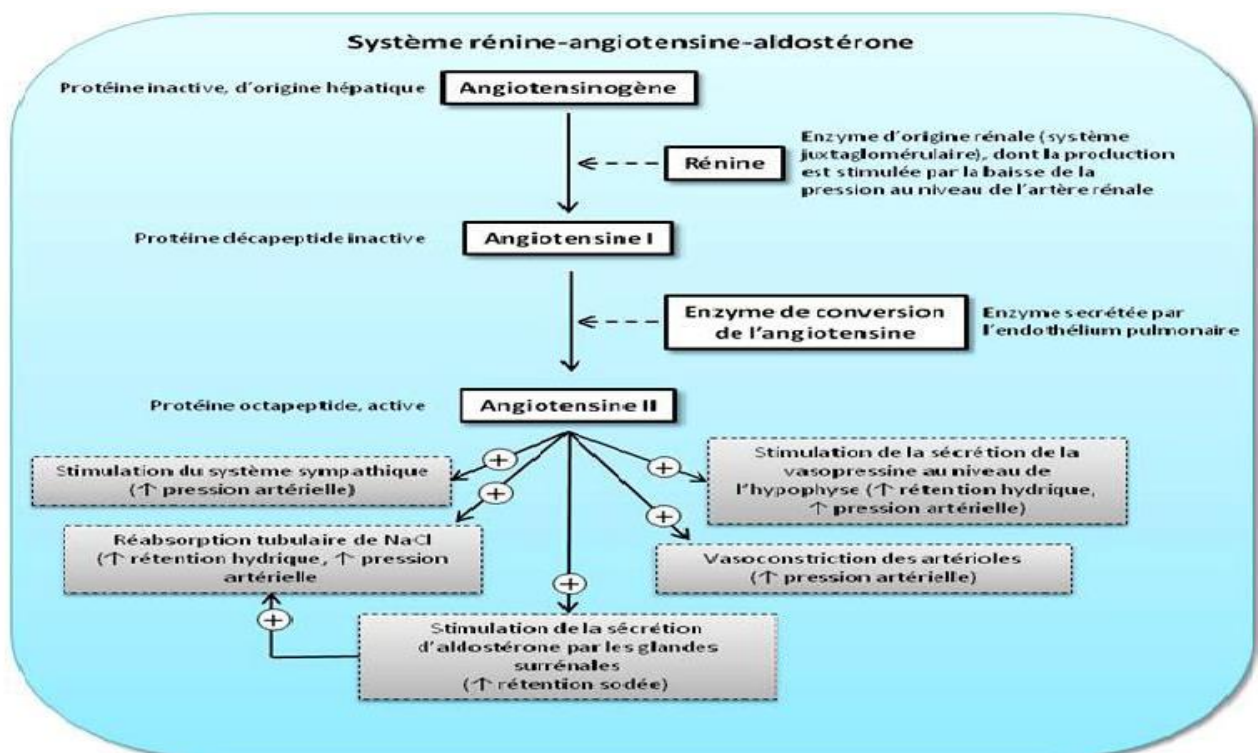 Système rénine-angiotensine-aldostérone
Protéine inactive, d'origine hépatique
Angiotensinogène
Enzyme d'origine rénale (système
juxtaglomérulaire), dont la production
est stimulée par la baisse de la
pression au niveau de l'artère rénale
Rénine
Protéine décapeptide inactive
Angiotensine I
Enzyme de conversion
de l'angiotensine
Enzyme secrétée par
l'endothélium pulmonaire
Protéine octapeptide, active
Angiotensine II
+
+
+
+
+
Stimulation du système sympathique
(↑ pression artérielle)
Stimulation de la sécrétion de la
vasopressine au niveau de
l'hypophyse (↑ rétention hydrique,
↑ pression artérielle)
Réabsorption tubulaire de NaCl
(↑ rétention hydrique, ↑ pression
artérielle
Vasoconstriction des artérioles
(↑ pression artérielle)
+
Stimulation de la sécrétion
d'aldostérone par les glandes
surrénales
(↑ rétention sodée)